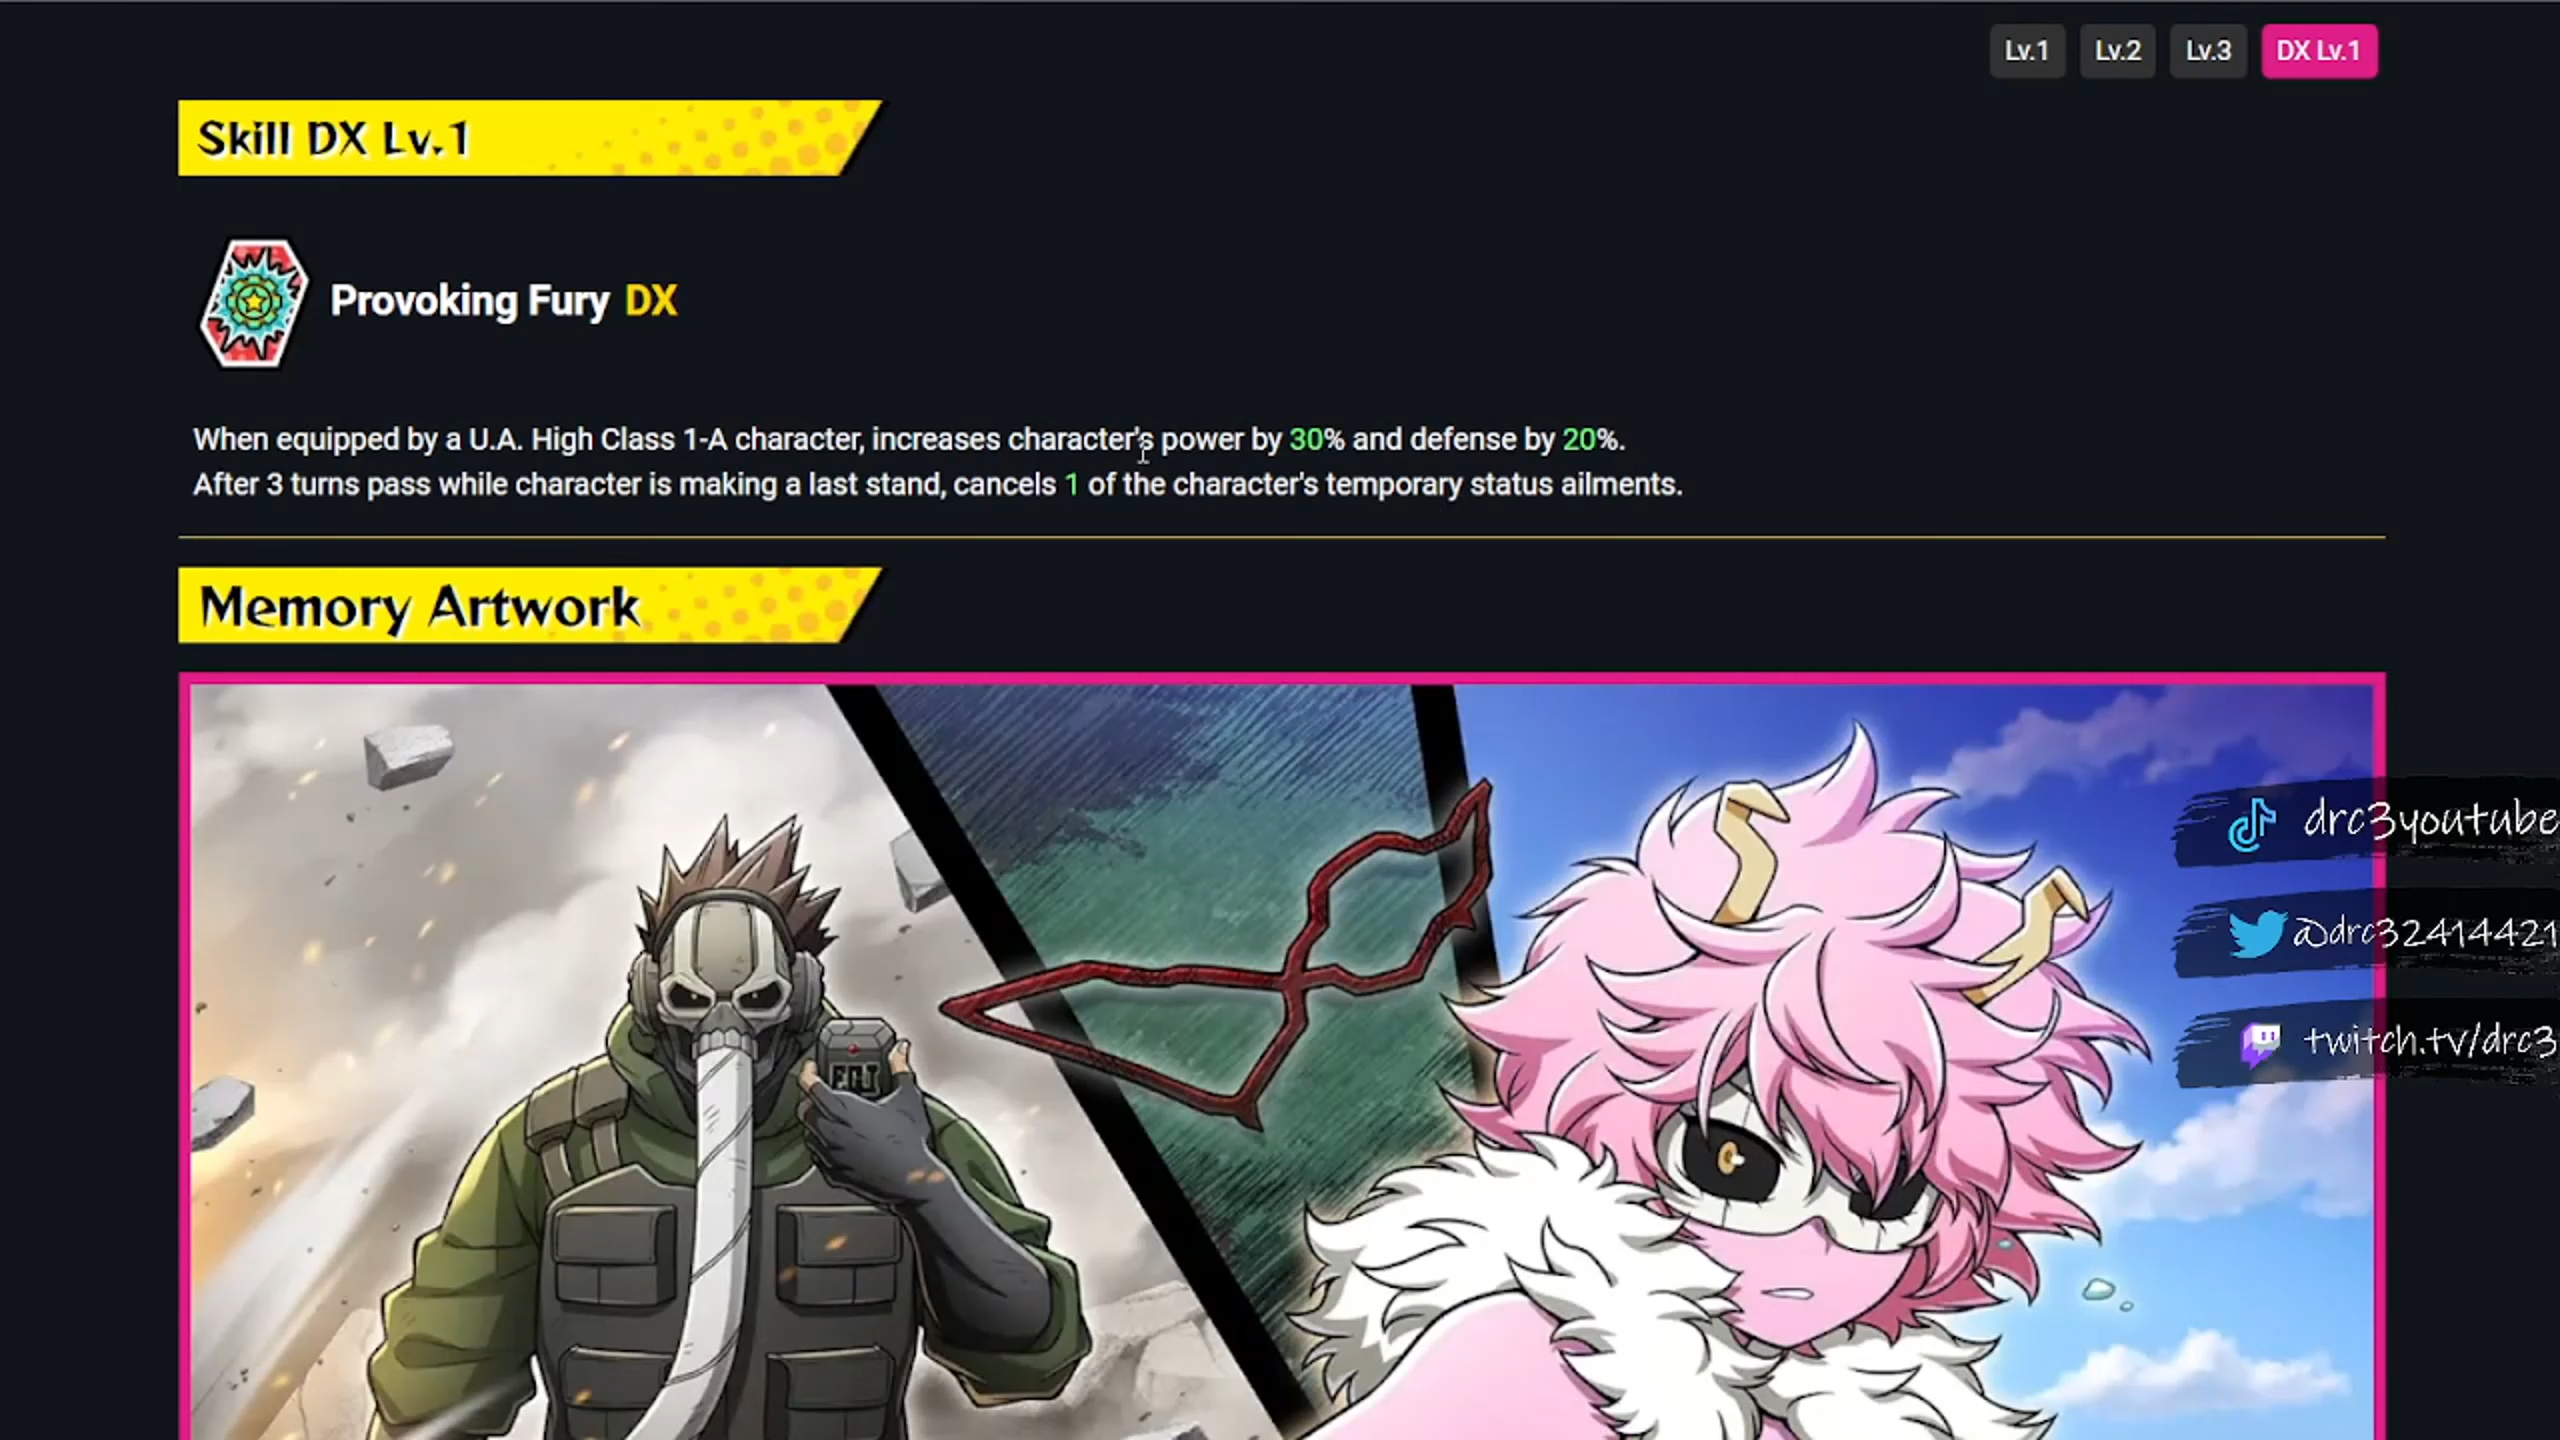 Lv.1 Lv.2 Lv.3 DX Lv.1
Skill DX Lv.1
Provoking Fury DX
When equipped by a U.A. High Class 1-A character, increases character's power by 30% and defense by 20%.
After 3 turns pass while character is making a last stand, cancels 1 of the character's temporary status ailments.
Memory Artwork
drc3youtube
@drc32414421
twitch.tv/drc3